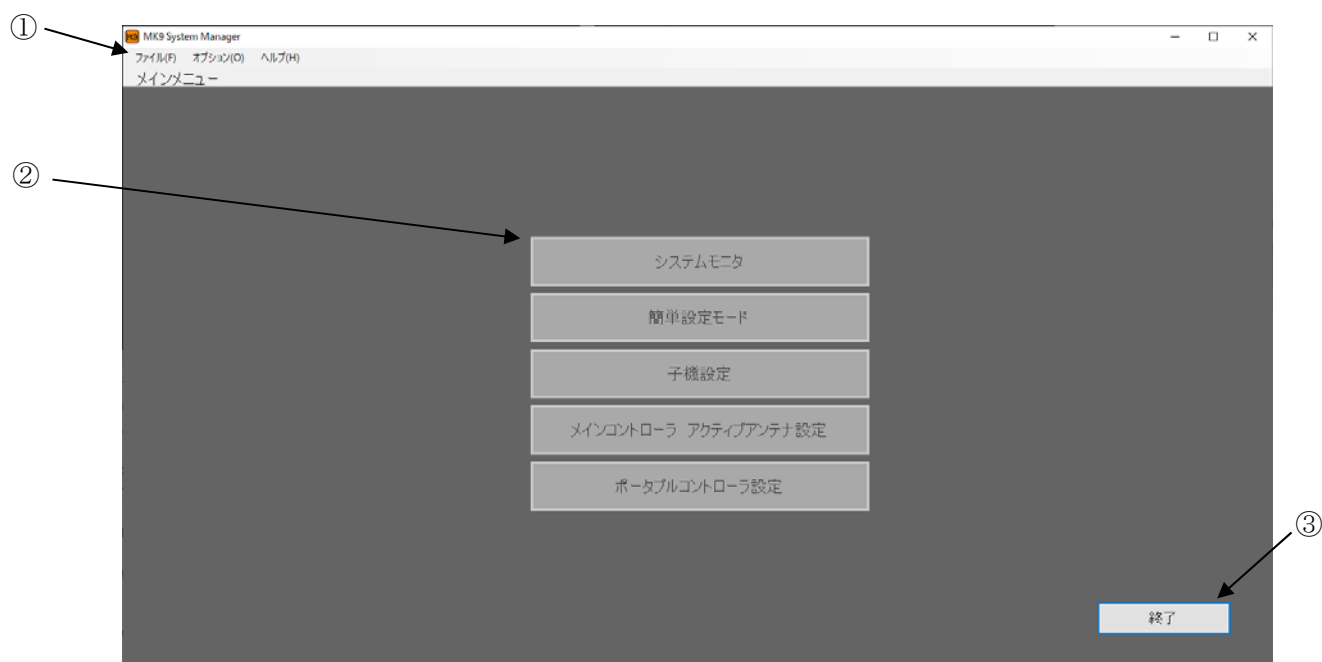 ①
MK9 System Manager
ファイル(F) オプション(O) ヘルプ(H)
メインメニュー
②
システムモニタ
簡単設定モード
子機設定
メインコントローラ アクティブアンテナ設定
ポータブルコントローラ設定
③
終了